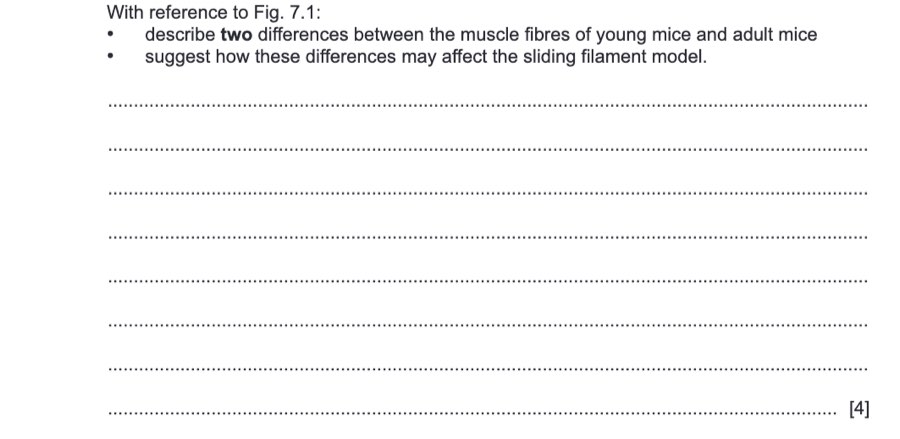 With reference to Fig. 7.1:
• describe two differences between the muscle fibres of young mice and adult mice
• suggest how these differences may affect the sliding filament model.
..........................................................................................................................................................
..........................................................................................................................................................
..........................................................................................................................................................
..........................................................................................................................................................
..........................................................................................................................................................
..........................................................................................................................................................
..........................................................................................................................................................
.................................................................................................................................................... [4]